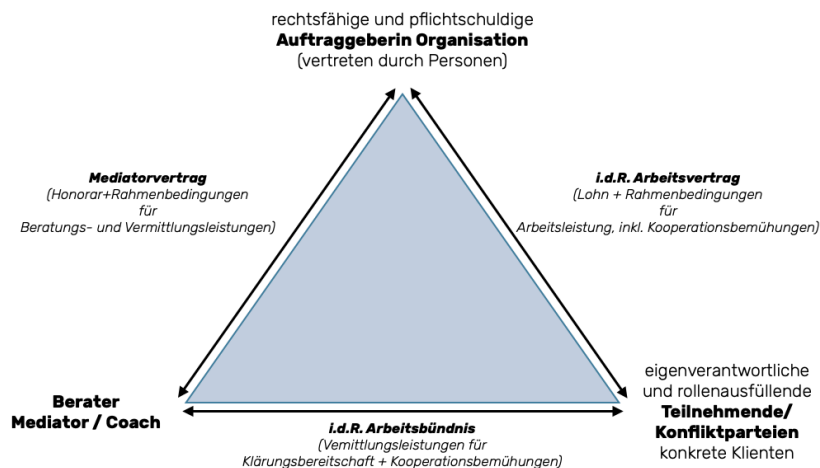 rechtsfähige und pflichtschuldige
Auftraggeberin Organisation
(vertreten durch Personen)
Mediatorvertrag
(Honorar+Rahmenbedingungen
für
Beratungs- und Vermittlungsleistungen)
i.d.R. Arbeitsvertrag
(Lohn + Rahmenbedingungen
für
Arbeitsleistung, inkl. Kooperationsbemühungen)
Berater
Mediator / Coach
eigenverantwortliche
und rollenausfüllende
Teilnehmende/
Konfliktparteien
konkrete Klienten
i.d.R. Arbeitsbündnis
(Vemittlungsleistungen für
Klärungsbereitschaft + Kooperationsbemühungen)